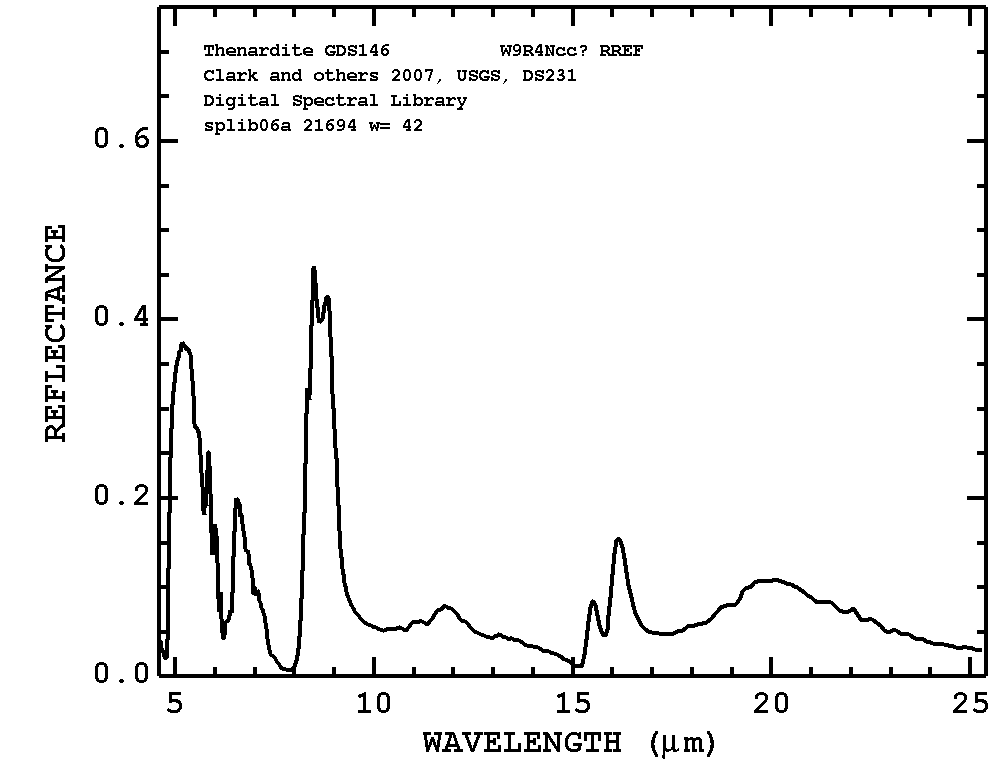 Thenardite GDS146 W9R4Ncc? RREF
Clark and others 2007, USGS, DS231
Digital Spectral Library
splib06a 21694 w= 42
0.6
0.4
0.2
0.0
REFLECTANCE
5 10 15 20 25
WAVELENGTH (µm)